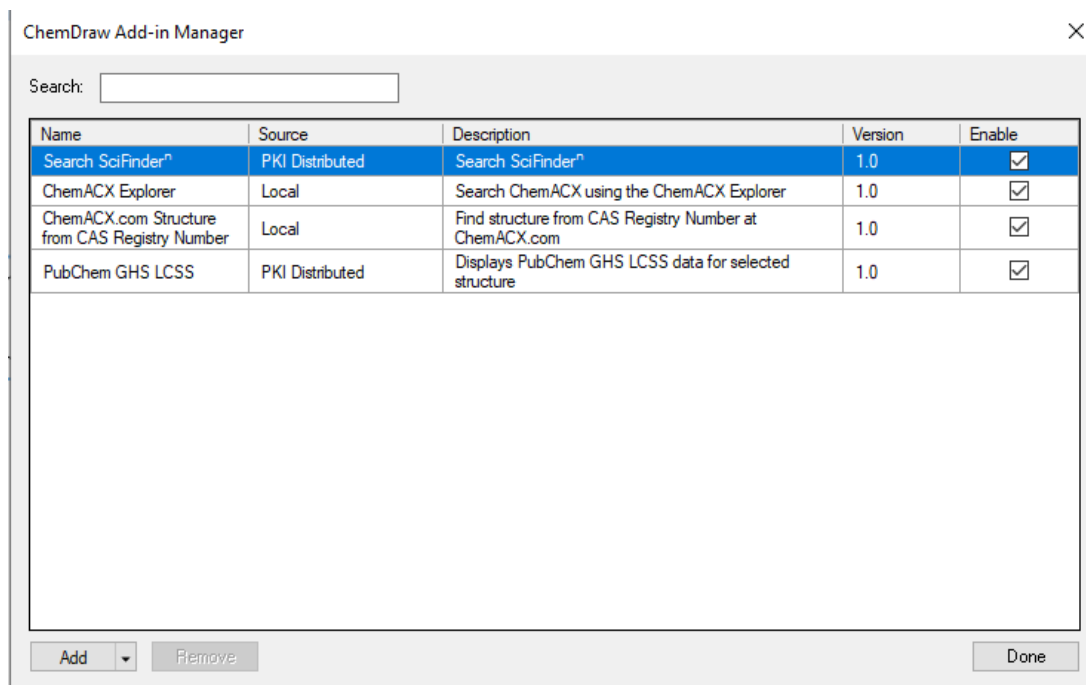 ChemDraw Add-in Manager
Search:
Name Source Description Version Enable
Search SciFinderⁿ PKI Distributed Search SciFinderⁿ 1.0
ChemACX Explorer Local Search ChemACX using the ChemACX Explorer 1.0
ChemACX.com Structure
from CAS Registry Number Local Find structure from CAS Registry Number at
ChemACX.com 1.0
PubChem GHS LCSS PKI Distributed Displays PubChem GHS LCSS data for selected
structure 1.0
Add Remove Done